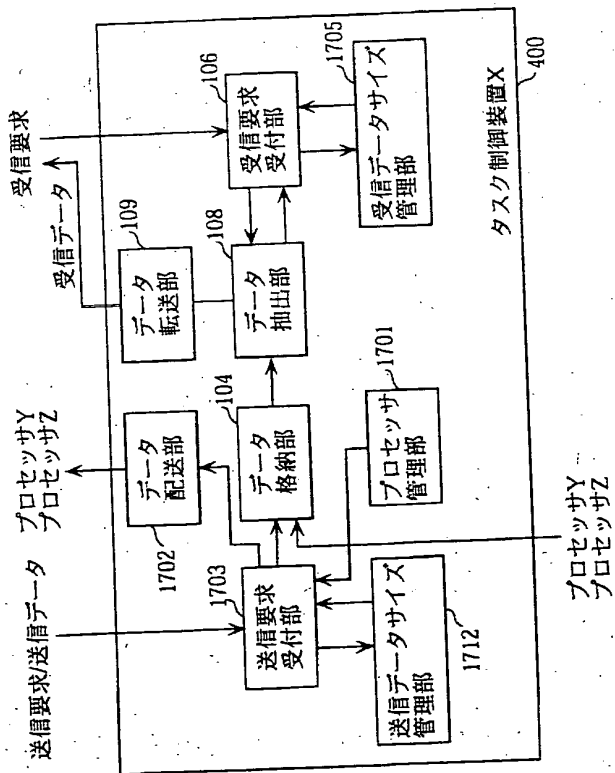 送信要求/送信データ
プロセッサY
プロセッサZ
受信データ
受信要求
1703
送信要求
受付部
1702
データ
配送部
109
データ
転送部
106
受信要求
受付部
104
データ
格納部
108
データ
抽出部
1712
送信データサイズ
管理部
1701
プロセッサ
管理部
1705
受信データサイズ
管理部
タスク制御装置X
400
プロセッサY
プロセッサZ